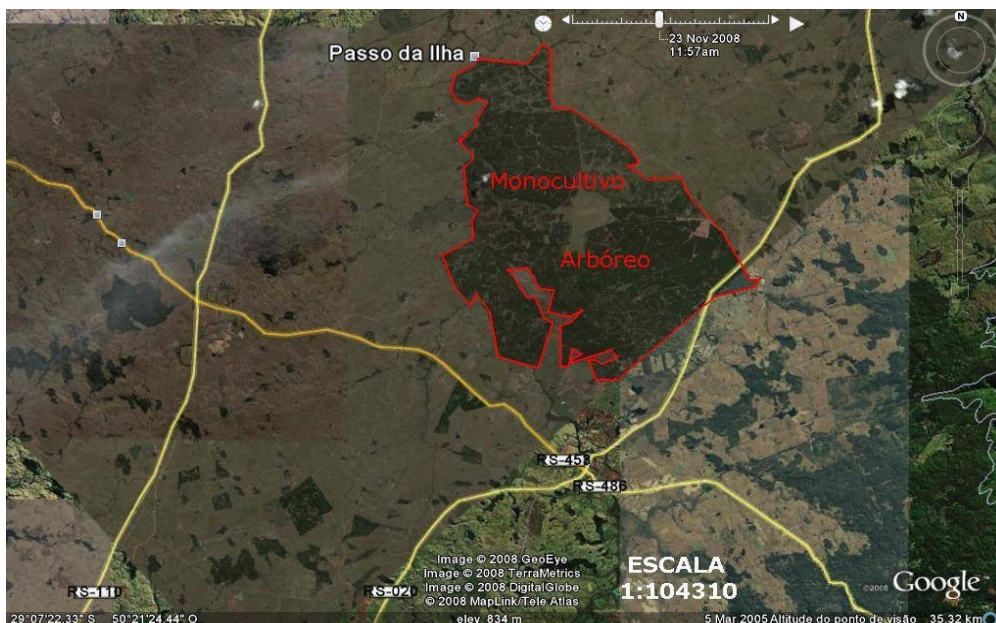 23 Nov 2008
11:57am
N
Passo da Ilha
Monocultivo
Arbóreo
RS-453
RS-486
RS-110
RS-020
Image © 2008 GeoEye
Image © 2008 TerraMetrics
Image © 2008 DigitalGlobe
© 2008 MapLink/Tele Atlas
ESCALA
1:104310
©2008 Google™
29°07'22.33" S 50°21'24.44" O
elev 834 m
5 Mar 2005 Altitude do ponto de visão 35.32 km